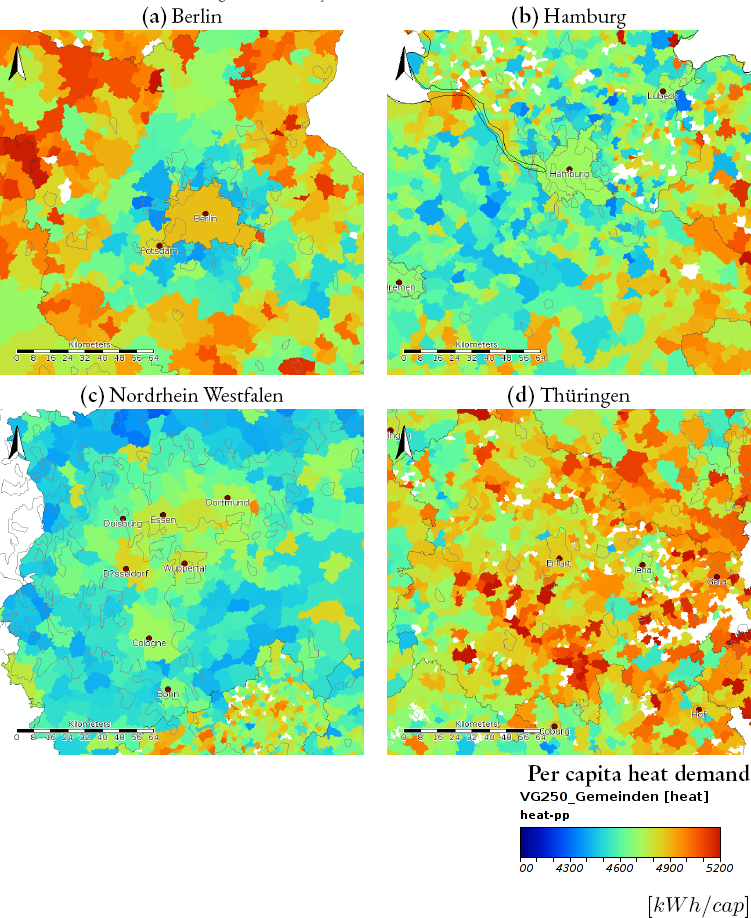 (a) Berlin
(b) Hamburg
Lübeck
Hamburg
Berlin
Potsdam
Bremen
Kilometers
0 8 16 24 32 40 48 56 64
Kilometers
0 8 16 24 32 40 48 56 64
(c) Nordrhein Westfalen
(d) Thüringen
Dortmund
Duisburg
Essen
Düsseldorf
Wuppertal
Cologne
Bonn
Erfurt
Jena
Gera
Hof
Coburg
Kilometers
0 8 16 24 32 40 48 56 64
Kilometers
0 8 16 24 32 40 48 56 64
Per capita heat demand
VG250_Gemeinden [heat]
heat-pp
00 4300 4600 4900 5200
[kWh/cap]